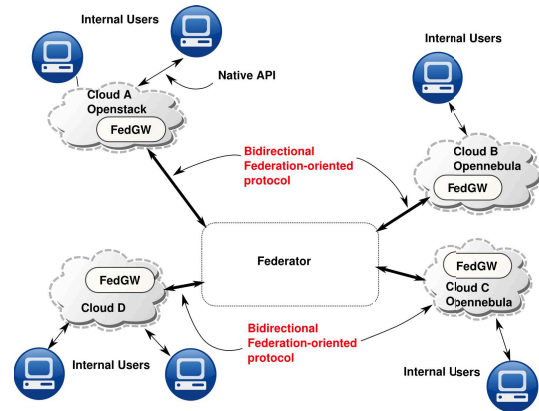 Internal Users
Internal Users
Native API
Cloud A
Openstack
FedGW
Bidirectional
Federation-oriented
protocol
Cloud B
Opennebula
FedGW
Federator
FedGW
Cloud D
FedGW
Cloud C
Opennebula
Bidirectional
Federation-oriented
protocol
Internal Users
Internal Users